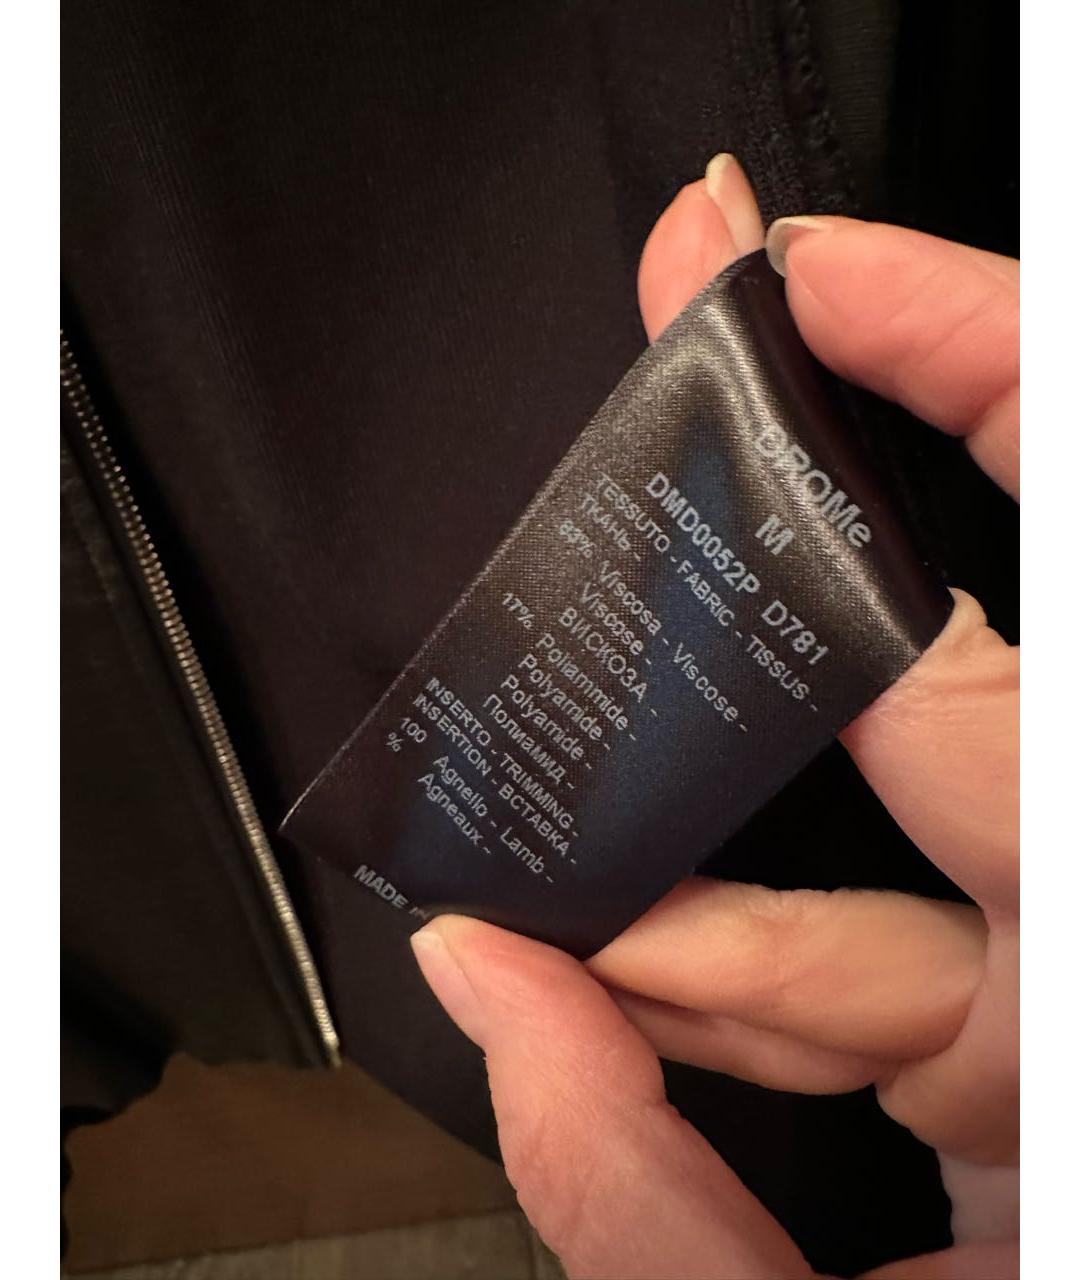 DROMe
M
DMD0052P D781
TESSUTO - FABRIC - TISSUS -
ТКАНЬ -
83% Viscosa - Viscose -
Viscose -
ВИСКОЗА -
17% Poliammide -
Polyamide -
Polyamide -
Полиамид -
INSERTO - TRIMMING -
INSERTION - ВСТАВКА -
100 Agnello - Lamb -
% Agneaux -
MADE